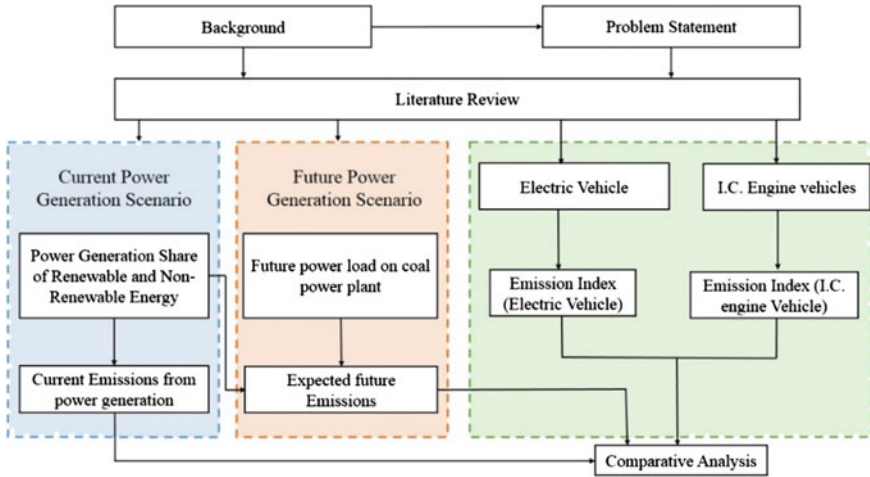 Background
Problem Statement
Literature Review
Current Power
Generation Scenario
Future Power
Generation Scenario
Electric Vehicle
I.C. Engine vehicles
Power Generation Share
of Renewable and Non-
Renewable Energy
Future power load on coal
power plant
Emission Index
(Electric Vehicle)
Emission Index (I.C.
engine Vehicle)
Current Emissions from
power generation
Expected future
Emissions
Comparative Analysis